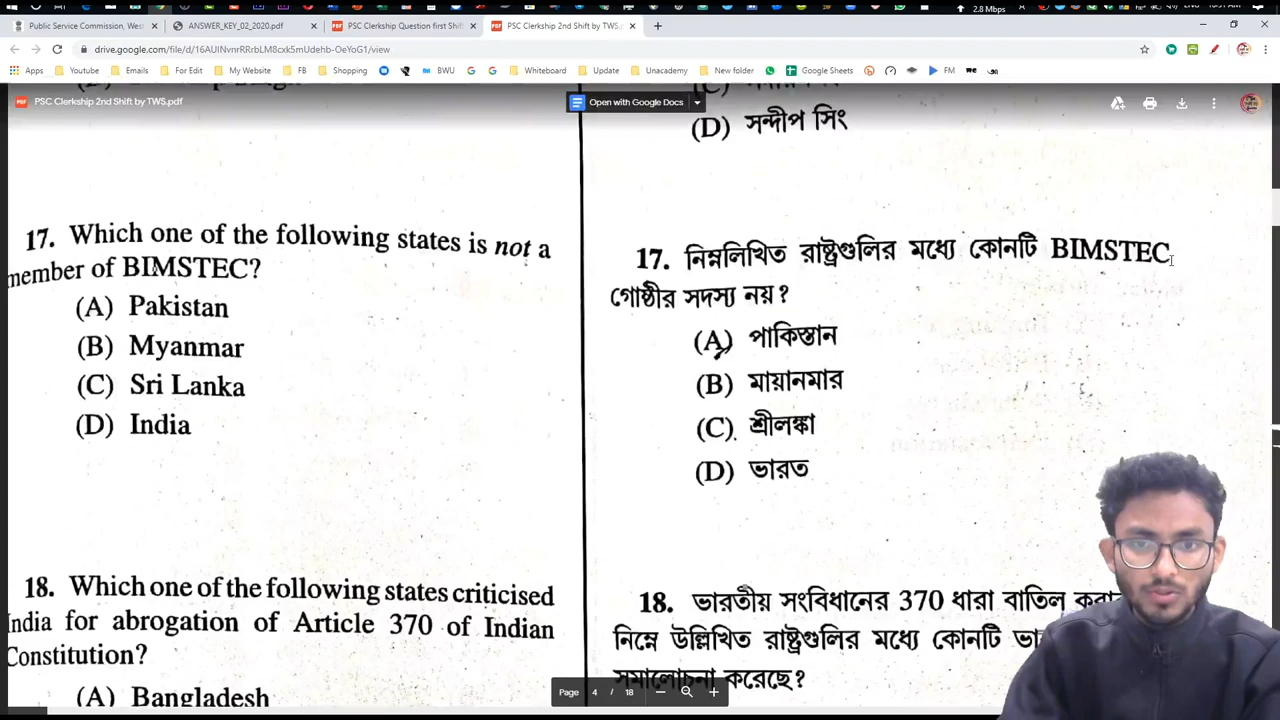 2.8 Mbps
Public Service Commission, West
ANSWER_KEY_02_2020.pdf
PSC Clerkship Question first Shif
PSC Clerkship 2nd Shift by TWS.p
drive.google.com/file/d/16AUlNvnrRRrbLM8cxk5mUdehb-OeYoG1/view
Apps
Youtube
Emails
For Edit
My Website
FB
Shopping
BWU
Whiteboard
Update
Unacademy
New folder
Google Sheets
FM
PSC Clerkship 2nd Shift by TWS.pdf
Open with Google Docs
17. Which one of the following states is not a
member of BIMSTEC?
(A) Pakistan
(B) Myanmar
(C) Sri Lanka
(D) India
18. Which one of the following states criticised
India for abrogation of Article 370 of Indian
Constitution?
(A) Bangladesh
(D) সন্দীপ সিং
17. নিম্নলিখিত রাষ্ট্রগুলির মধ্যে কোনটি BIMSTEC
গোষ্ঠীর সদস্য নয়?
(A) পাকিস্তান
(B) মায়ানমার
(C) শ্রীলঙ্কা
(D) ভারত
18. ভারতীয় সংবিধানের 370 ধারা বাতিল
নিম্নে উল্লিখিত রাষ্ট্রগুলির মধ্যে কোনটি
সমালোচনা করেছে?
Page 4 / 18